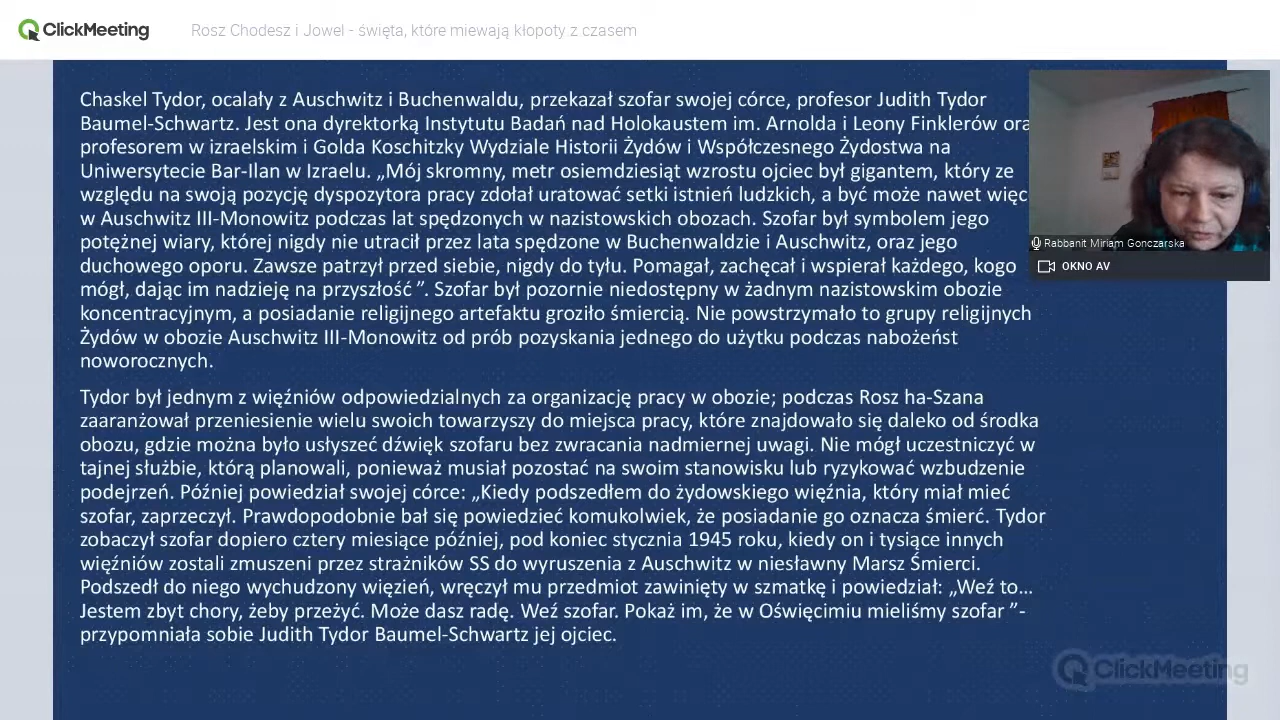 ClickMeeting
Rosz Chodesz i Jowel - święta, które miewają kłopoty z czasem
Chaskel Tydor, ocalały z Auschwitz i Buchenwaldu, przekazał szofar swojej córce, profesor Judith Tydor
Baumel-Schwartz. Jest ona dyrektorką Instytutu Badań nad Holokaustem im. Arnolda i Leony Finklerów ora
profesorem w izraelskim i Golda Koschitzky Wydziale Historii Żydów i Współczesnego Żydostwa na
Uniwersytecie Bar-Ilan w Izraelu. „Mój skromny, metr osiemdziesiąt wzrostu ojciec był gigantem, który ze
względu na swoją pozycję dyspozytora pracy zdołał uratować setki istnień ludzkich, a być może nawet więc
w Auschwitz III-Monowitz podczas lat spędzonych w nazistowskich obozach. Szofar był symbolem jego
potężnej wiary, której nigdy nie utracił przez lata spędzone w Buchenwaldzie i Auschwitz, oraz jego
duchowego oporu. Zawsze patrzył przed siebie, nigdy do tyłu. Pomagał, zachęcał i wspierał każdego, kogo
mógł, dając im nadzieję na przyszłość ”. Szofar był pozornie niedostępny w żadnym nazistowskim obozie
koncentracyjnym, a posiadanie religijnego artefaktu groziło śmiercią. Nie powstrzymało to grupy religijnych
Żydów w obozie Auschwitz III-Monowitz od prób pozyskania jednego do użytku podczas nabożeńst
noworocznych.
Tydor był jednym z więźniów odpowiedzialnych za organizację pracy w obozie; podczas Rosz ha-Szana
zaaranżował przeniesienie wielu swoich towarzyszy do miejsca pracy, które znajdowało się daleko od środka
obozu, gdzie można było usłyszeć dźwięk szofaru bez zwracania nadmiernej uwagi. Nie mógł uczestniczyć w
tajnej służbie, którą planowali, ponieważ musiał pozostać na swoim stanowisku lub ryzykować wzbudzenie
podejrzeń. Później powiedział swojej córce: „Kiedy podszedłem do żydowskiego więźnia, który miał mieć
szofar, zaprzeczył. Prawdopodobnie bał się powiedzieć komukolwiek, że posiadanie go oznacza śmierć. Tydor
zobaczył szofar dopiero cztery miesiące później, pod koniec stycznia 1945 roku, kiedy on i tysiące innych
więźniów zostali zmuszeni przez strażników SS do wyruszenia z Auschwitz w niesławny Marsz Śmierci.
Podszedł do niego wychudzony więzień, wręczył mu przedmiot zawinięty w szmatkę i powiedział: „Weź to...
Jestem zbyt chory, żeby przeżyć. Może dasz radę. Weź szofar. Pokaż im, że w Oświęcimiu mieliśmy szofar ”-
przypomniała sobie Judith Tydor Baumel-Schwartz jej ojciec.
Rabbanit Miriam Gonczarska
OKNO AV
ClickMeeting